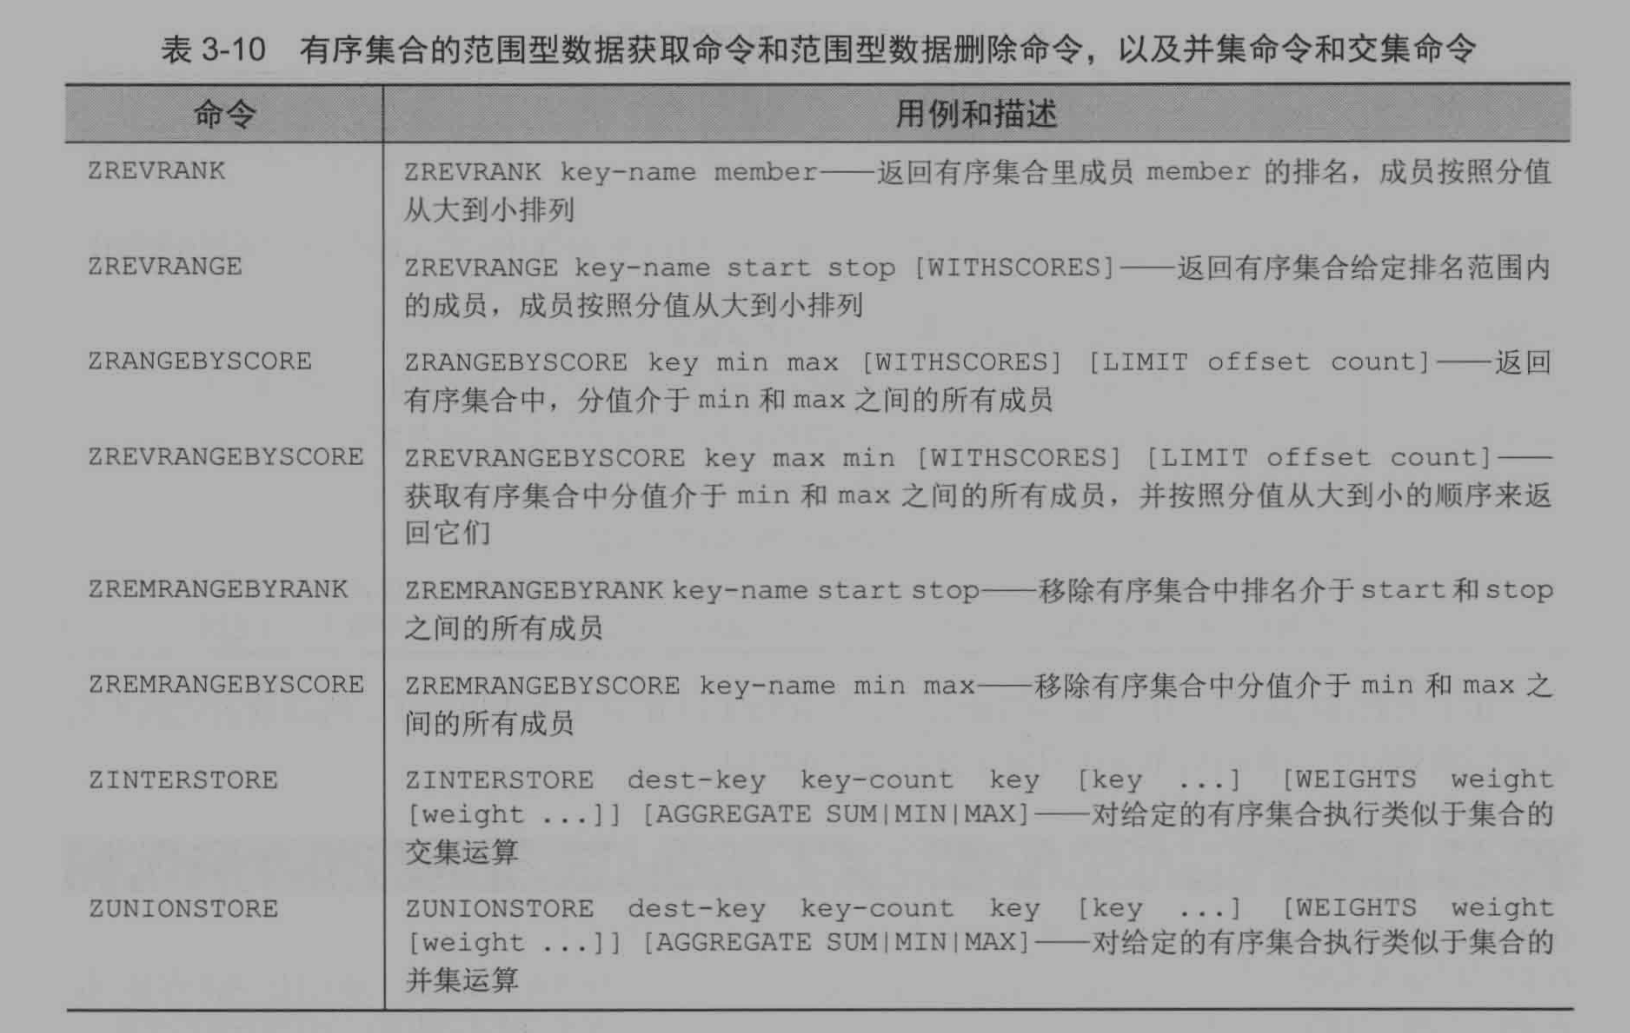 表 3-10 有序集合的范围型数据获取命令和范围型数据删除命令，以及并集命令和交集命令
命令 用例和描述
ZREVRANK ZREVRANK key-name member——返回有序集合里成员 member 的排名，成员按照分值
从大到小排列
ZREVRANGE ZREVRANGE key-name start stop [WITHSCORES]——返回有序集合给定排名范围内
的成员，成员按照分值从大到小排列
ZRANGEBYSCORE ZRANGEBYSCORE key min max [WITHSCORES] [LIMIT offset count]——返回
有序集合中，分值介于 min 和 max 之间的所有成员
ZREVRANGEBYSCORE ZREVRANGEBYSCORE key max min [WITHSCORES] [LIMIT offset count]——
获取有序集合中分值介于 min 和 max 之间的所有成员，并按照分值从大到小的顺序来返
回它们
ZREMRANGEBYRANK ZREMRANGEBYRANK key-name start stop——移除有序集合中排名介于 start 和 stop
之间的所有成员
ZREMRANGEBYSCORE ZREMRANGEBYSCORE key-name min max——移除有序集合中分值介于 min 和 max 之
间的所有成员
ZINTERSTORE ZINTERSTORE dest-key key-count key [key ...] [WEIGHTS weight
[weight ...]] [AGGREGATE SUM|MIN|MAX]——对给定的有序集合执行类似于集合的
交集运算
ZUNIONSTORE ZUNIONSTORE dest-key key-count key [key ...] [WEIGHTS weight
[weight ...]] [AGGREGATE SUM|MIN|MAX]——对给定的有序集合执行类似于集合的
并集运算